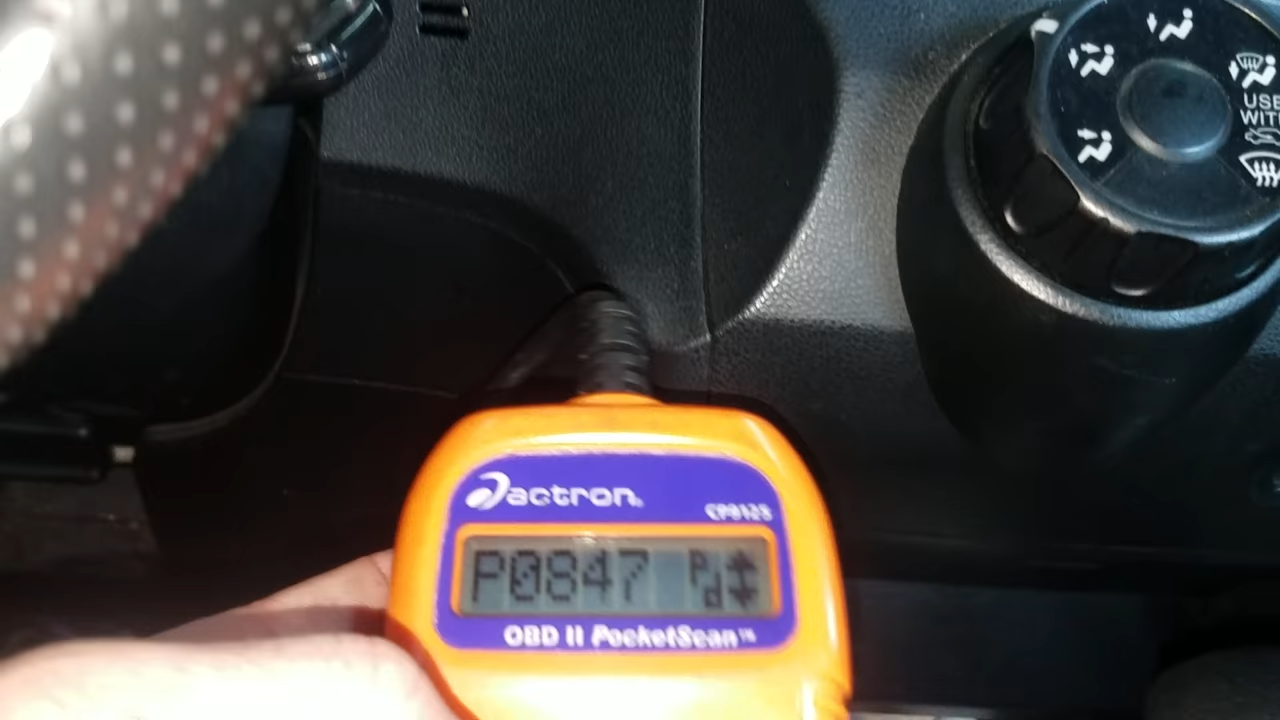 USE
WITH
actron
CP9125
P0847 Pd
OBD II PocketScan™